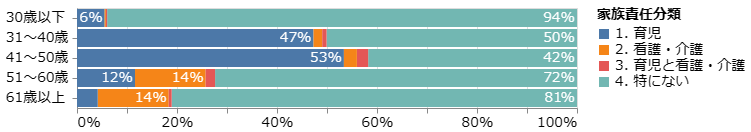 30歳以下 6% 94%
31～40歳 47% 50%
41～50歳 53% 42%
51～60歳 12% 14% 72%
61歳以上 14% 81%
0% 20% 40% 60% 80% 100%
家族責任分類
1. 育児
2. 看護・介護
3. 育児と看護・介護
4. 特にない